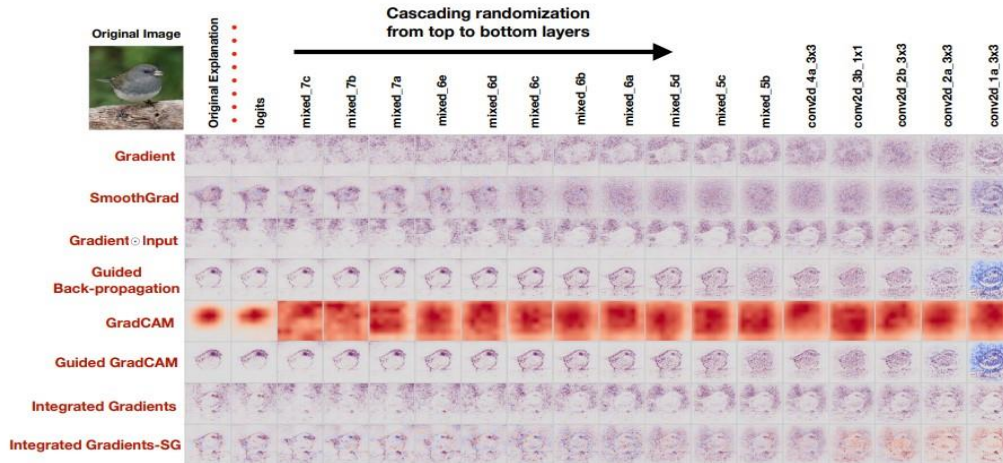 Cascading randomization
from top to bottom layers
Original Image
Original Explanation
logits
mixed_7c
mixed_7b
mixed_7a
mixed_6e
mixed_6d
mixed_6c
mixed_6b
mixed_6a
mixed_5d
mixed_5c
mixed_5b
conv2d_4a_3x3
conv2d_3b_1x1
conv2d_2b_3x3
conv2d_2a_3x3
conv2d_1a_3x3
Gradient
SmoothGrad
Gradient⊙Input
Guided
Back-propagation
GradCAM
Guided GradCAM
Integrated Gradients
Integrated Gradients-SG